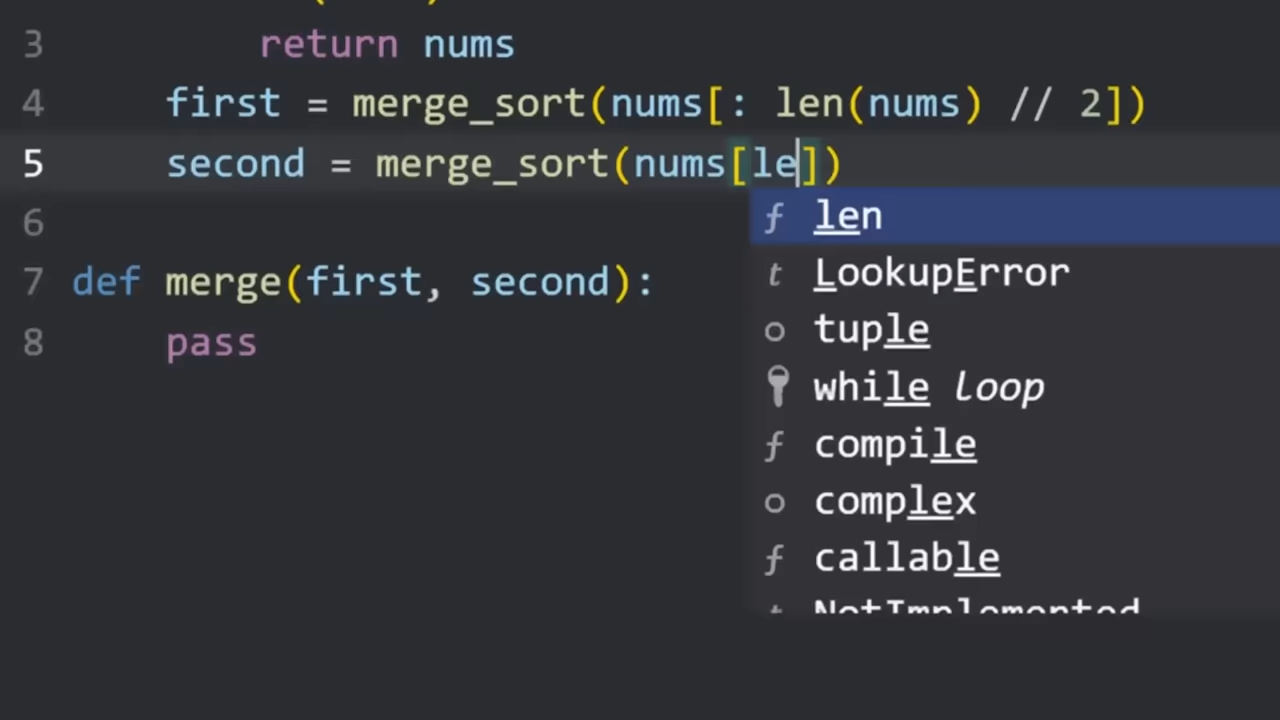 3 return nums
4 first = merge_sort(nums[: len(nums) // 2])
5 second = merge_sort(nums[le])
6
7 def merge(first, second):
8 pass
f len
t LookupError
tuple
while loop
f compile
complex
f callable
NotImplemented